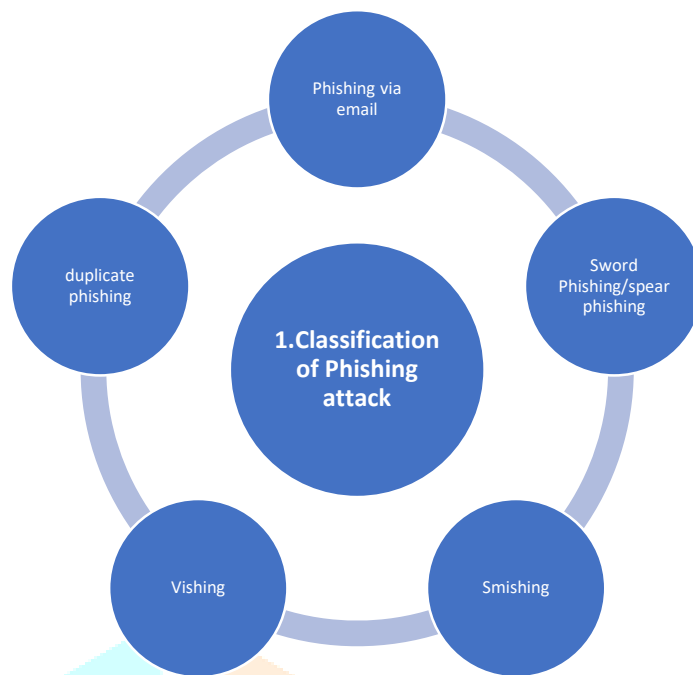 Phishing via
email
Sword
Phishing/spear
phishing
Smishing
Vishing
duplicate
phishing
1.Classification
of Phishing
attack